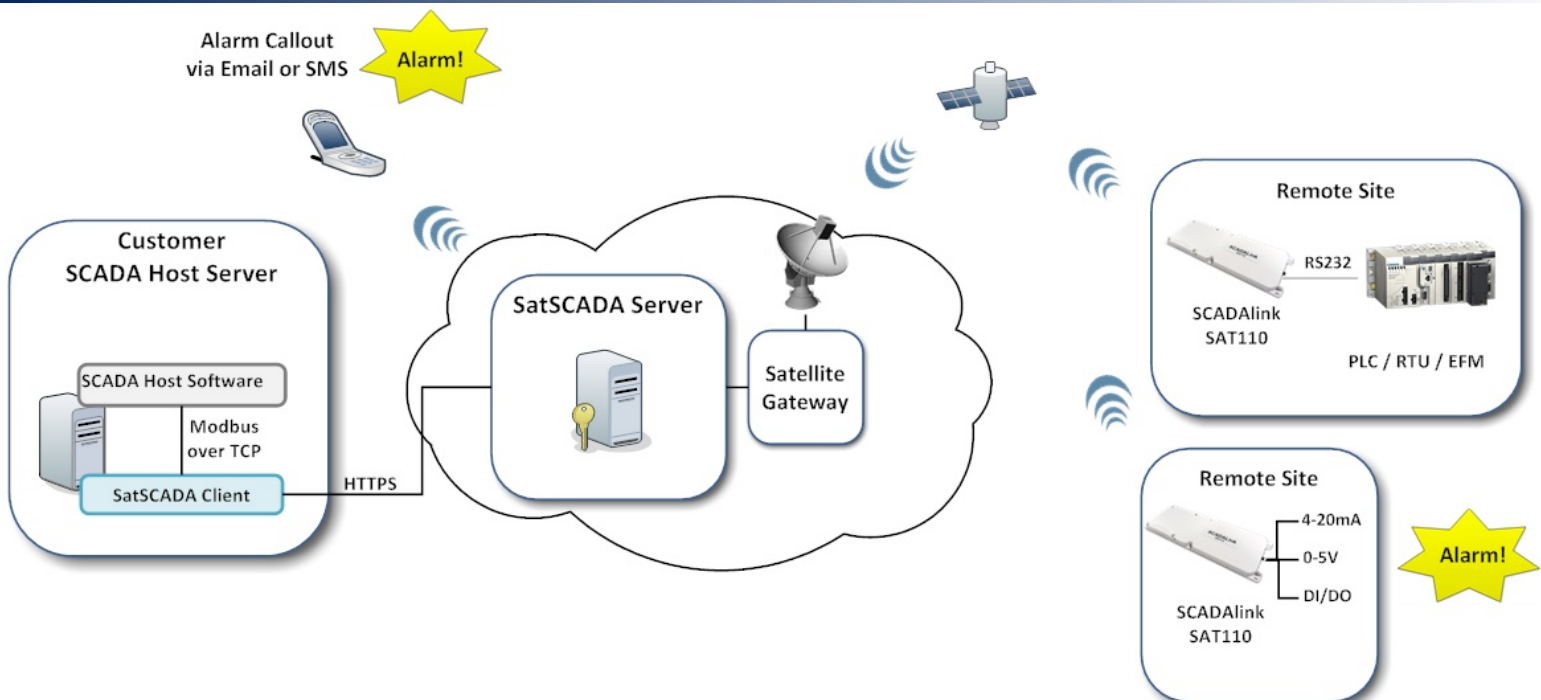 Alarm Callout
via Email or SMS
Alarm!
Customer
SCADA Host Server
SCADA Host Software
Modbus
over TCP
SatSCADA Client
HTTPS
SatSCADA Server
Satellite
Gateway
Remote Site
SCADALINK
RS232
SCADAlink
SAT110
PLC / RTU / EFM
Remote Site
SCADALINK
4-20mA
0-5V
DI/DO
SCADAlink
SAT110
Alarm!